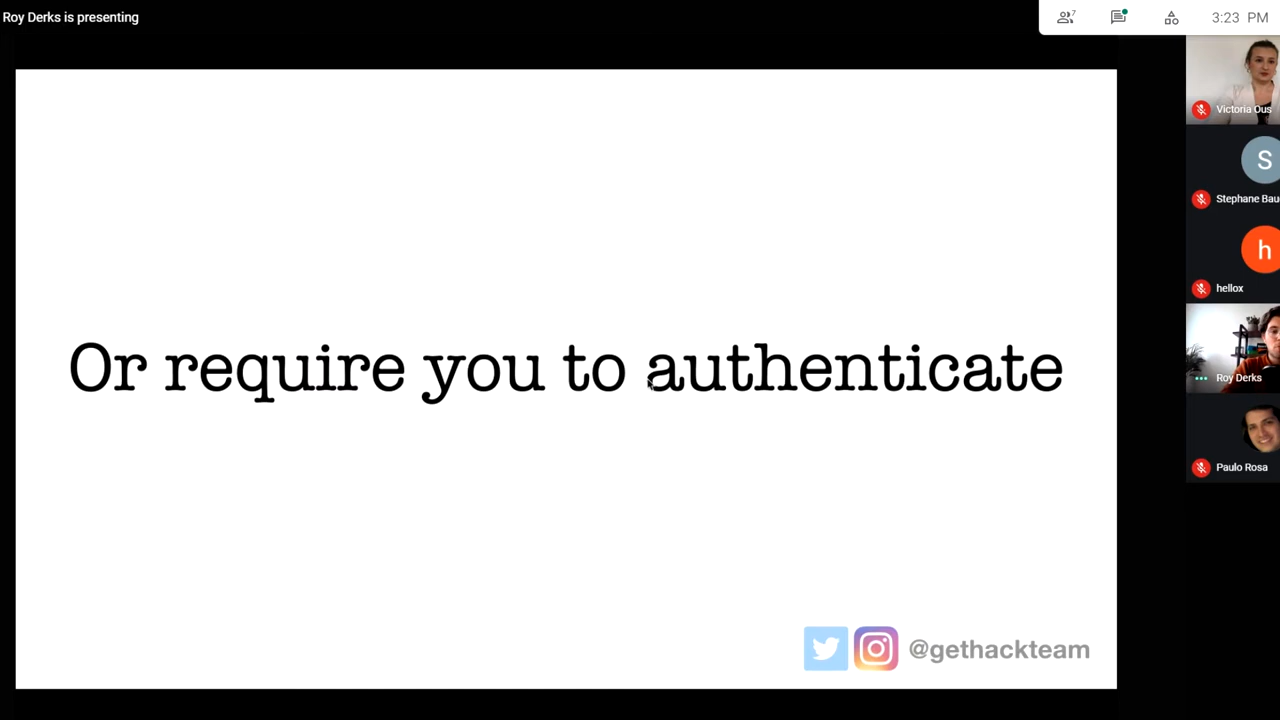 Roy Derks is presenting
7
3:23 PM
Victoria Ous
S
Stephane Bau
h
hellox
Roy Derks
Paulo Rosa
Or require you to authenticate
@gethackteam